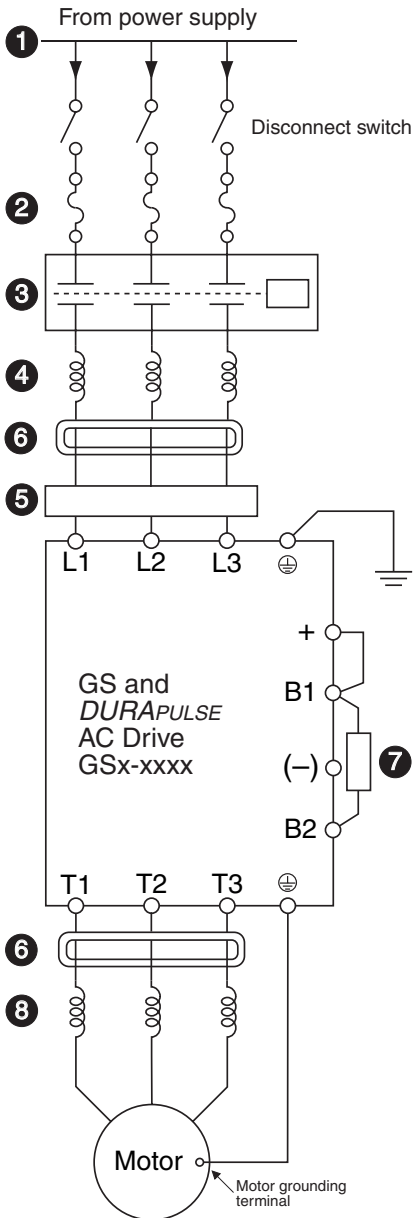 From power supply
1
Disconnect switch
2
3
4
6
5
L1 L2 L3
+
GS and
DURAPULSE
AC Drive
GSx-xxxx
B1
(–)
7
B2
T1 T2 T3
6
8
Motor
Motor grounding
terminal